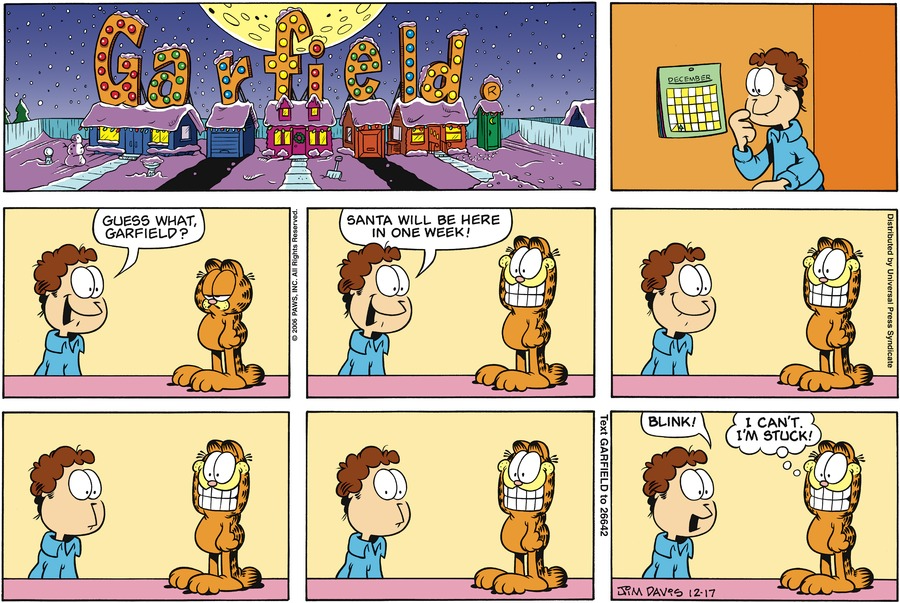 Garfield
®
DECEMBER
GUESS WHAT,
GARFIELD?
© 2006 PAWS, INC. All Rights Reserved.
SANTA WILL BE HERE
IN ONE WEEK!
Distributed by Universal Press Syndicate
Text GARFIELD to 26642
BLINK!
I CAN'T.
I'M STUCK!
JIM DAVIS 12-17